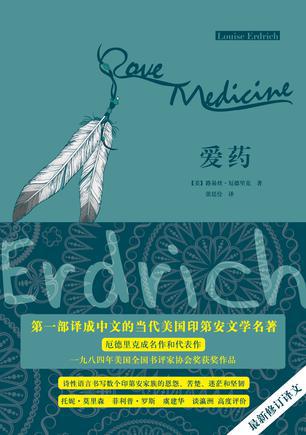 Louise Erdrich
Love Medicine
爱药
【美】路易丝·厄德里克 著
张廷佺 译
Erdrich
第一部译成中文的当代美国印第安文学名著
厄德里克成名作和代表作
一九八四年美国全国书评家协会奖获奖作品
诗性语言书写数个印第安家族的恩怨、苦楚、迷茫和坚韧
托妮·莫里森 菲利普·罗斯 虞建华 谈瀛洲 高度评价
最新修订译文